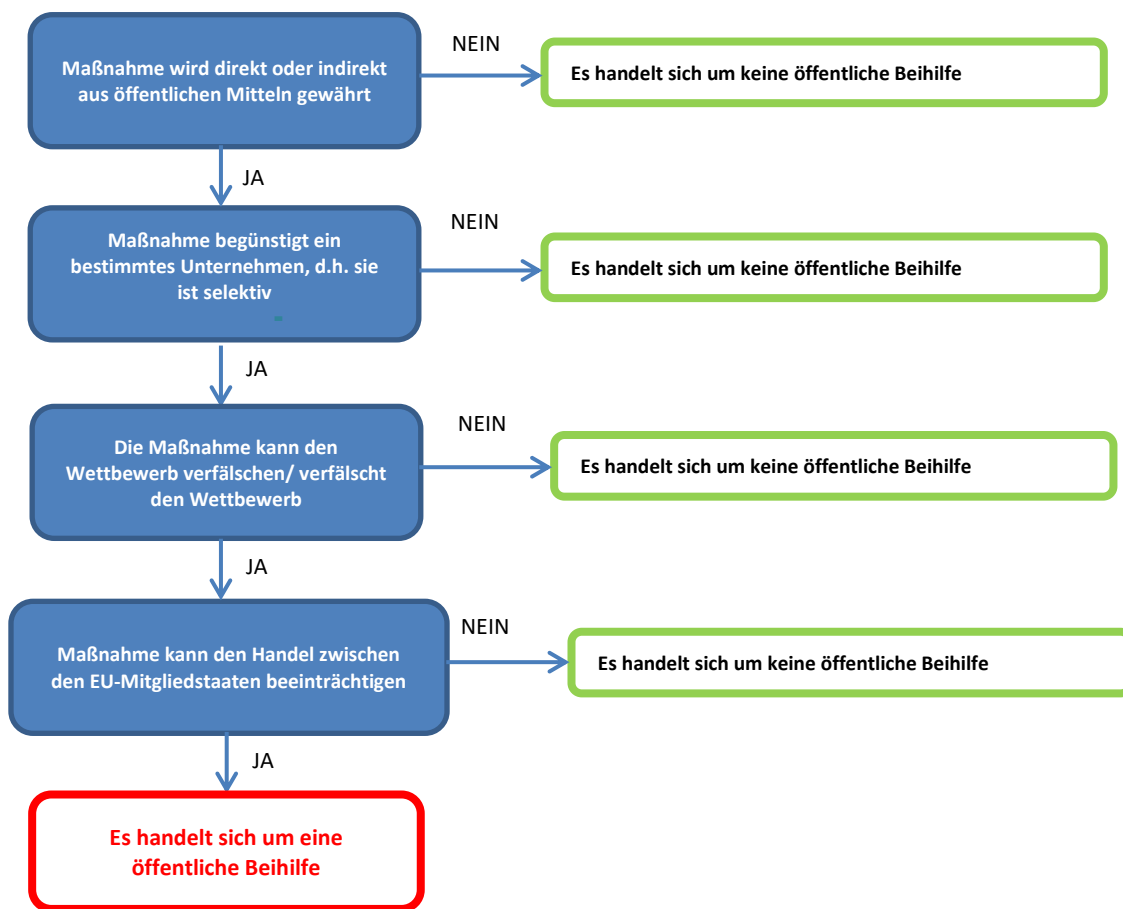 NEIN
Maßnahme wird direkt oder indirekt
aus öffentlichen Mitteln gewährt
Es handelt sich um keine öffentliche Beihilfe
JA
NEIN
Maßnahme begünstigt ein
bestimmtes Unternehmen, d.h. sie
ist selektiv
Es handelt sich um keine öffentliche Beihilfe
JA
NEIN
Die Maßnahme kann den
Wettbewerb verfälschen/ verfälscht
den Wettbewerb
Es handelt sich um keine öffentliche Beihilfe
JA
NEIN
Maßnahme kann den Handel zwischen
den EU-Mitgliedstaaten beeinträchtigen
Es handelt sich um keine öffentliche Beihilfe
JA
Es handelt sich um eine
öffentliche Beihilfe